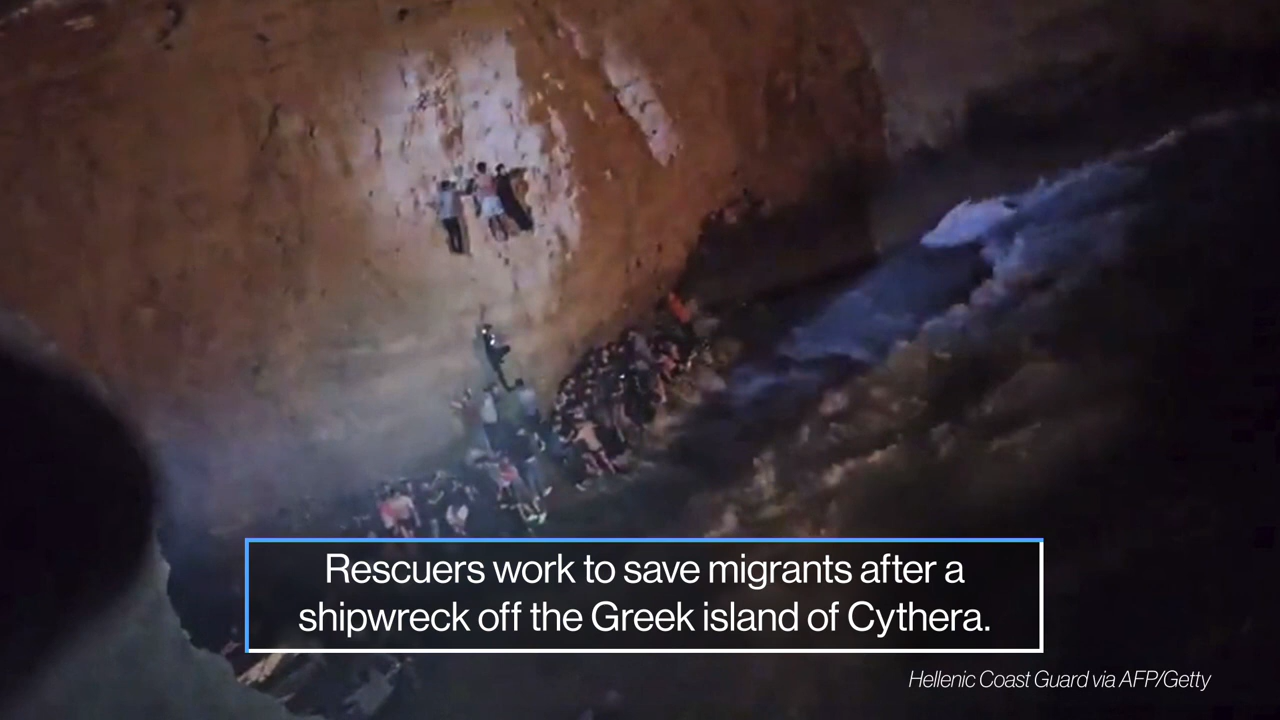 Rescuers work to save migrants after a
shipwreck off the Greek island of Cythera.
Hellenic Coast Guard via AFP/Getty